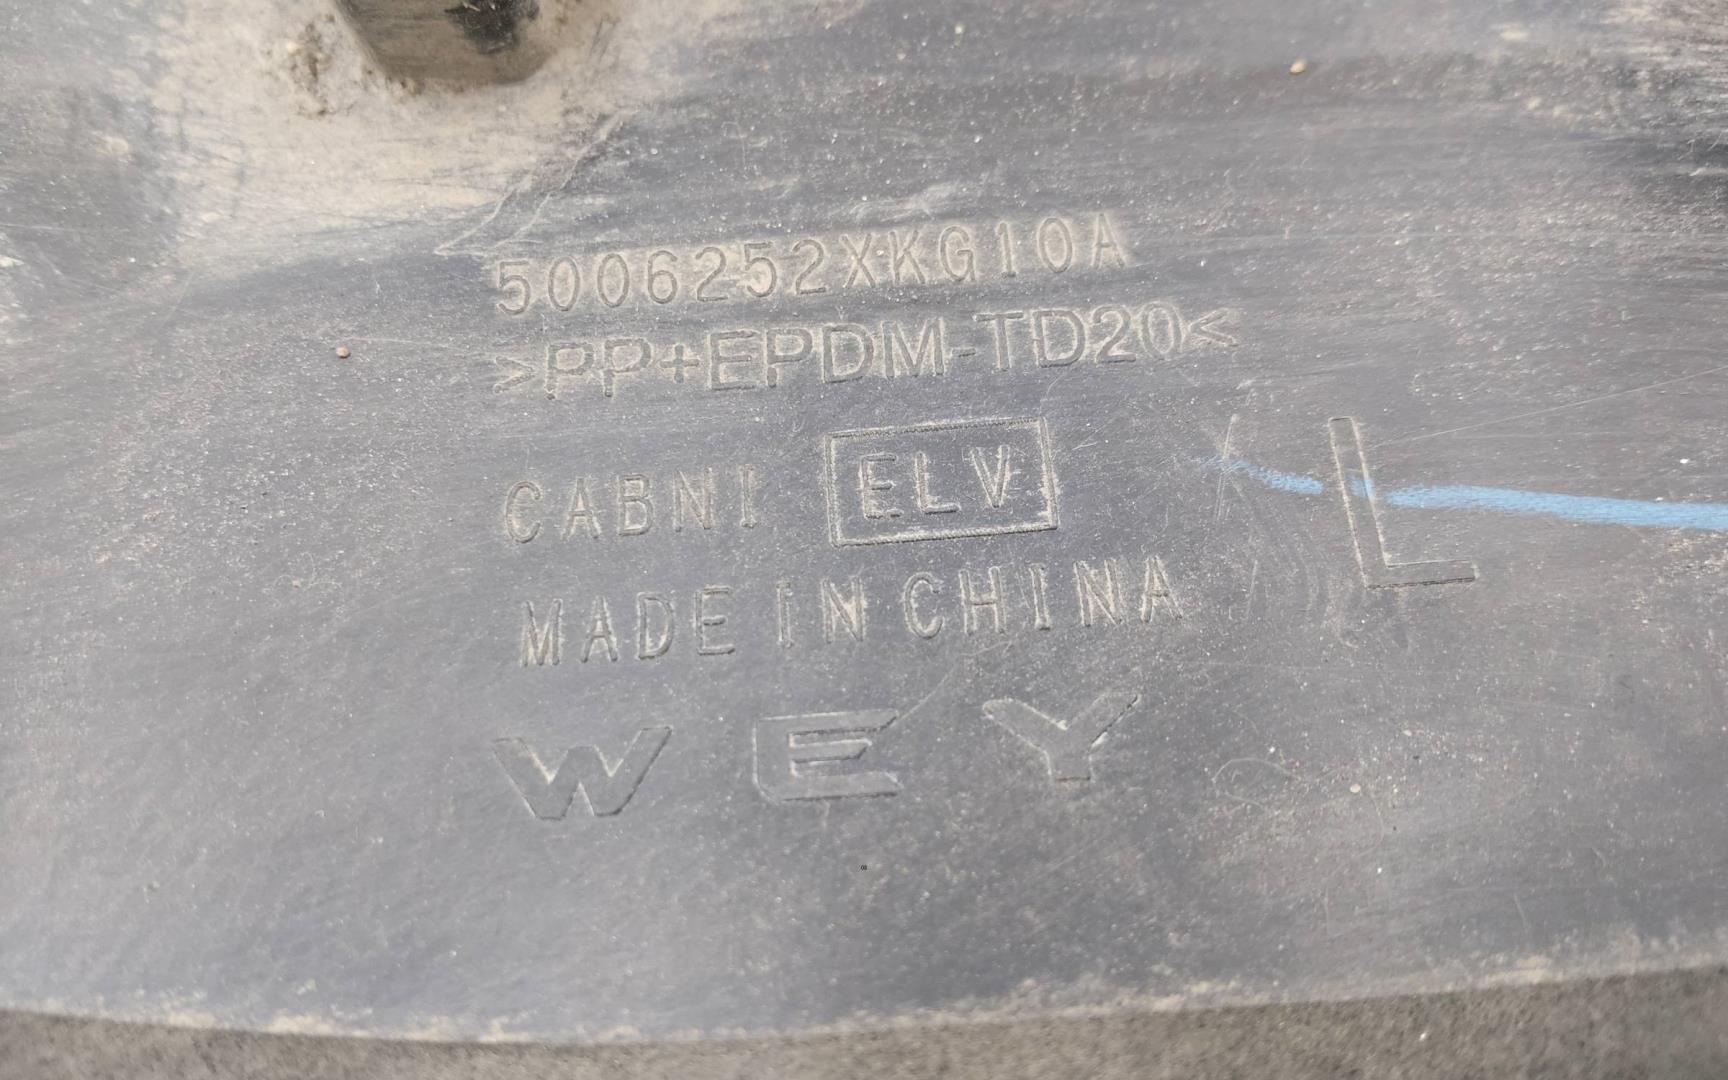 5006252XKG10A
>PP+EPDM-TD20<
CABNI ELV L
MADE IN CHINA
WEY